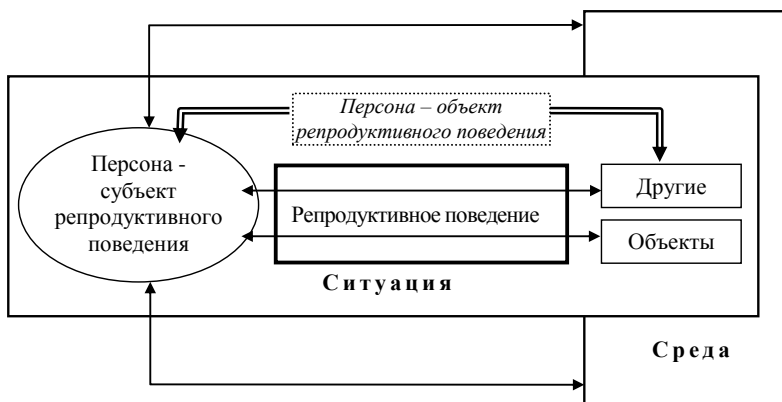 Персона – объект
репродуктивного поведения
Персона -
субъект
репродуктивного
поведения
Репродуктивное поведение
Другие
Объекты
Ситуация
Среда